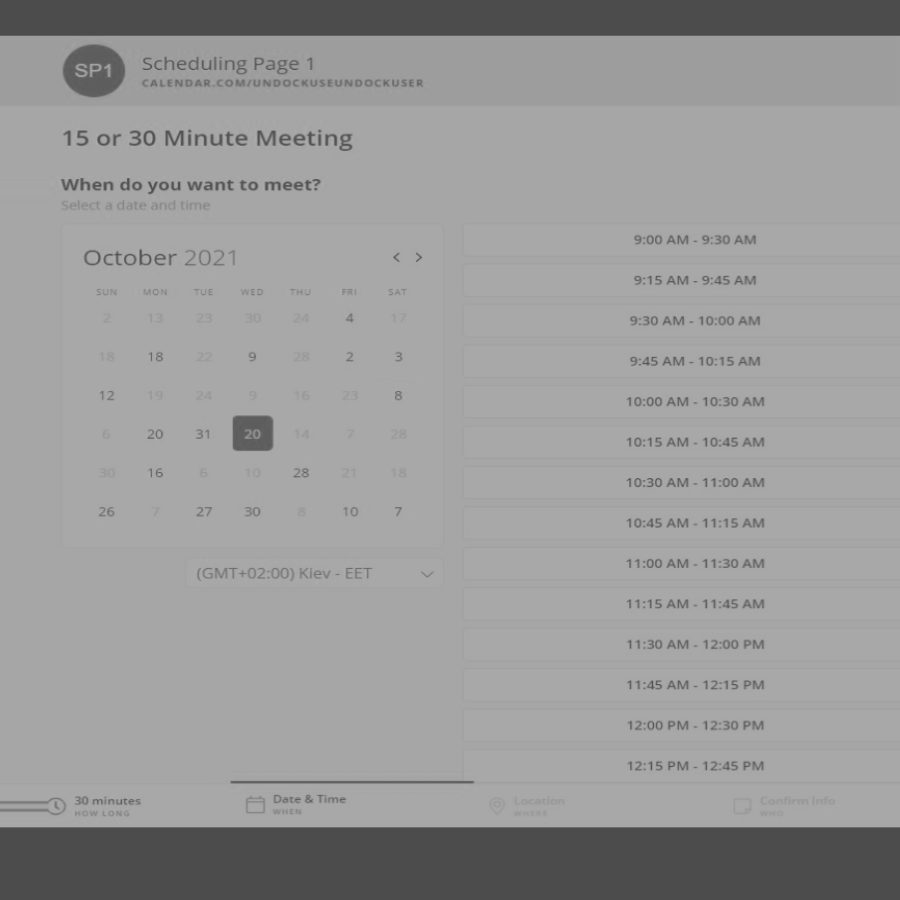 SP1
Scheduling Page 1
CALENDAR.COM/UNDOCKUSEUNDOCKUSER
15 or 30 Minute Meeting
When do you want to meet?
Select a date and time
October 2021
SUN MON TUE WED THU FRI SAT
2 13 23 30 24 4 17
18 18 22 9 28 2 3
12 19 24 9 16 23 8
6 20 31 20 14 7 28
30 16 6 10 28 21 18
26 7 27 30 8 10 7
(GMT+02:00) Kiev - EET
9:00 AM - 9:30 AM
9:15 AM - 9:45 AM
9:30 AM - 10:00 AM
9:45 AM - 10:15 AM
10:00 AM - 10:30 AM
10:15 AM - 10:45 AM
10:30 AM - 11:00 AM
10:45 AM - 11:15 AM
11:00 AM - 11:30 AM
11:15 AM - 11:45 AM
11:30 AM - 12:00 PM
11:45 AM - 12:15 PM
12:00 PM - 12:30 PM
12:15 PM - 12:45 PM
30 minutes
HOW LONG
Date & Time
WHEN
Location
WHERE
Confirm Info
WHO